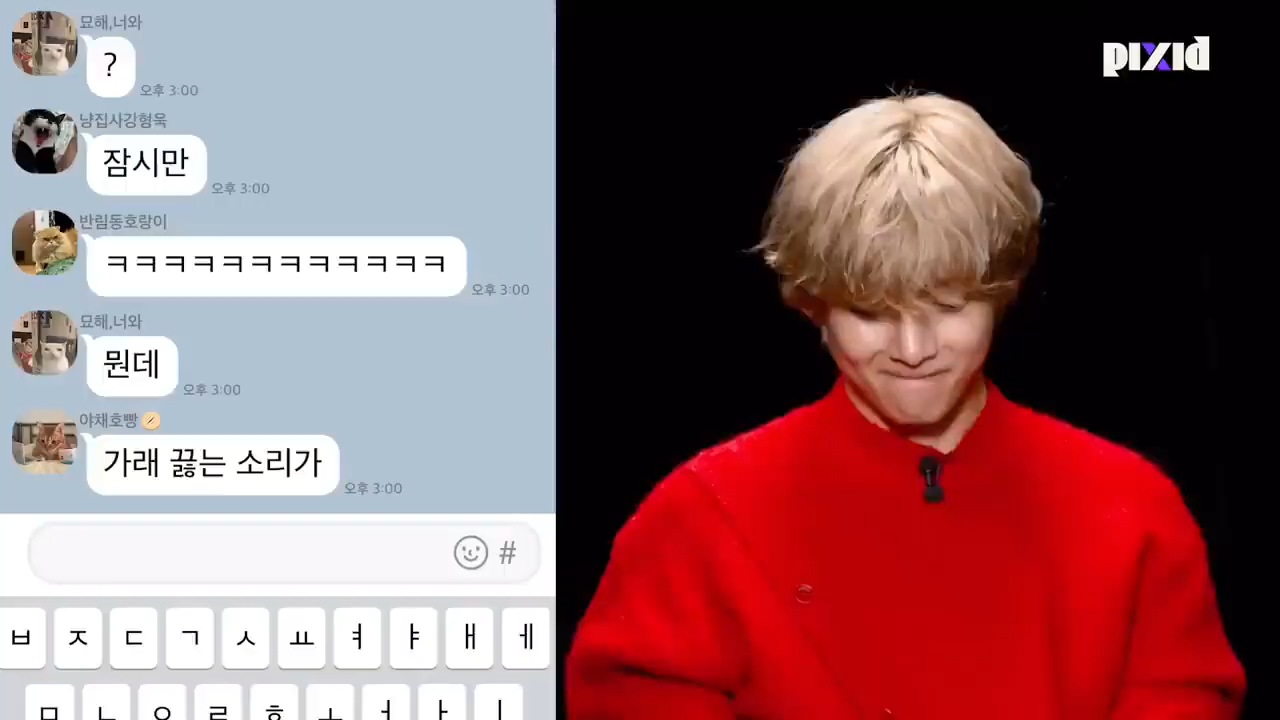 묘해,너와
?
오후 3:00
냥집사강형욱
잠시만
오후 3:00
반림동호랑이
ㅋㅋㅋㅋㅋㅋㅋㅋㅋㅋㅋㅋ
오후 3:00
묘해,너와
뭔데
오후 3:00
야채호빵
가래 끓는 소리가
오후 3:00
#
ㅂ ㅈ ㄷ ㄱ ㅅ ㅛ ㅕ ㅑ ㅐ ㅔ
ㅁ ㄴ ㅇ ㄹ ㅎ ㅗ ㅓ ㅏ ㅣ
pixid